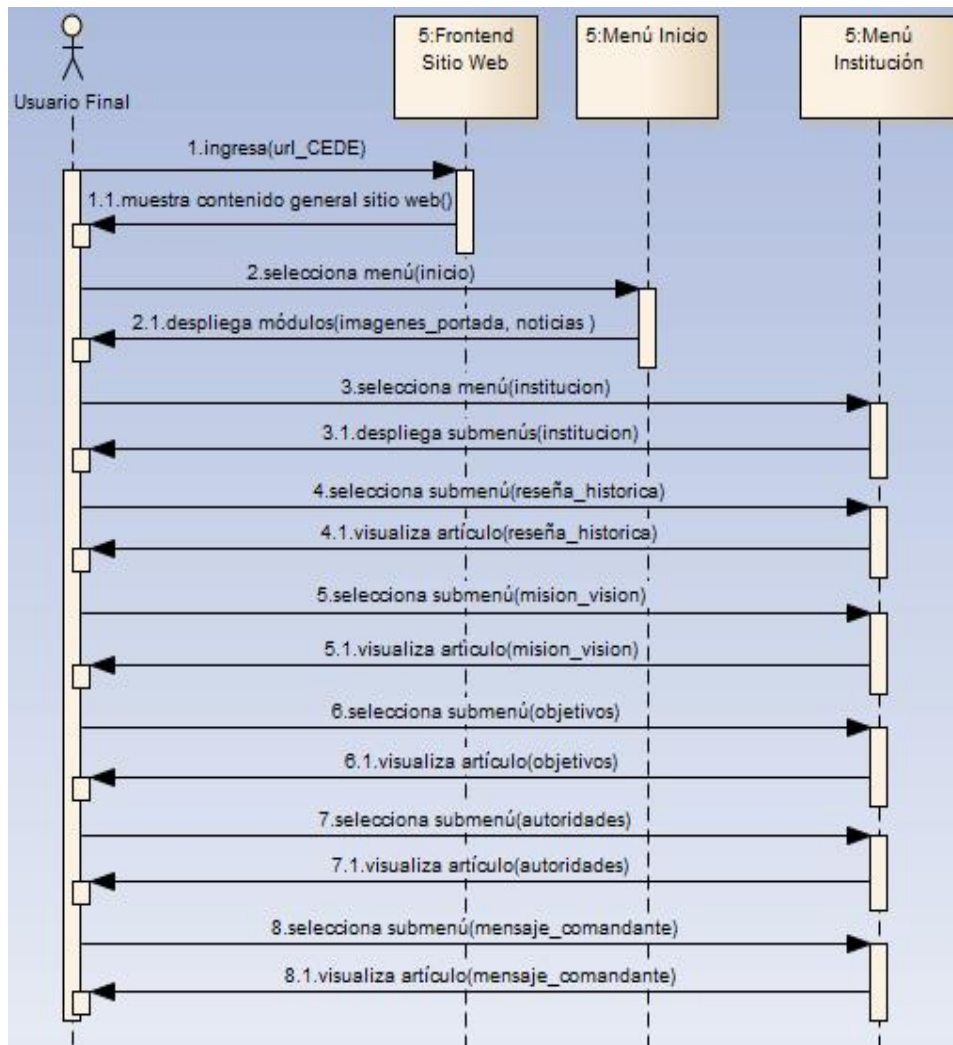 5:Frontend
Sitio Web
5:Menú Inicio
5:Menú
Institución
Usuario Final
1.ingresa(url_CEDE)
1.1.muestra contenido general sitio web()
2.selecciona menú(inicio)
2.1.despliega módulos(imagenes_portada, noticias )
3.selecciona menú(institucion)
3.1.despliega submenús(institucion)
4.selecciona submenú(reseña_historica)
4.1.visualiza artículo(reseña_historica)
5.selecciona submenú(mision_vision)
5.1.visualiza artìculo(mision_vision)
6.selecciona submenú(objetivos)
6.1.visualiza artículo(objetivos)
7.selecciona submenú(autoridades)
7.1.visualiza artículo(autoridades)
8.selecciona submenú(mensaje_comandante)
8.1.visualiza artículo(mensaje_comandante)